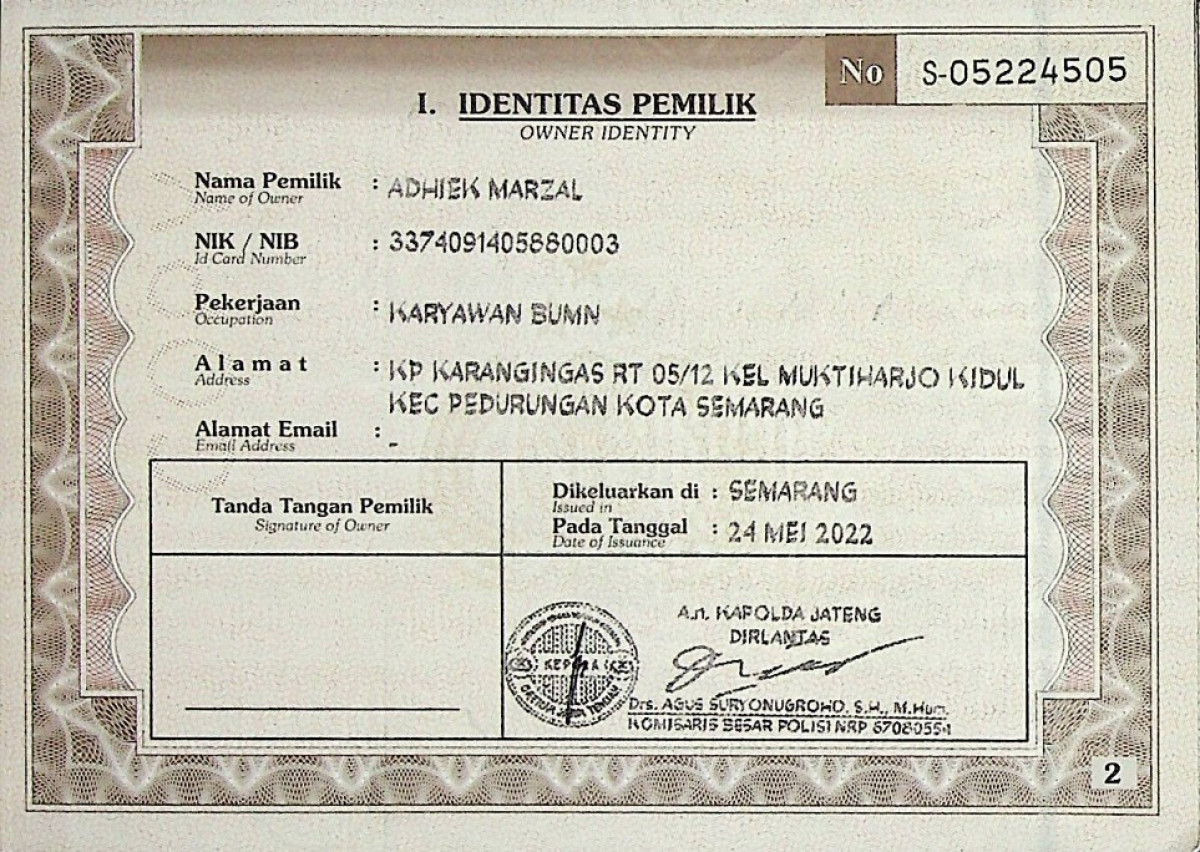 No S-05224505
I. IDENTITAS PEMILIK
OWNER IDENTITY
Nama Pemilik : ADHIEK MARZAL
Name of Owner
NIK / NIB : 3374091405880003
Id Card Number
Pekerjaan : KARYAWAN BUMN
Occupation
Alamat : KP KARANGINGAS RT 05/12 KEL MUKTIHARJO KIDUL
Address
KEC PEDURUNGAN KOTA SEMARANG
Alamat Email : -
Email Address
Tanda Tangan Pemilik
Signature of Owner
Dikeluarkan di : SEMARANG
Issued in
Pada Tanggal : 24 MEI 2022
Date of Issuance
A.n. KAPOLDA JATENG
DIRLANTAS
KEPALA
Drs. AGUS SURYONUGROHO. S.H., M.Hum.
KOMISARIS BESAR POLISI NRP 67080554
2